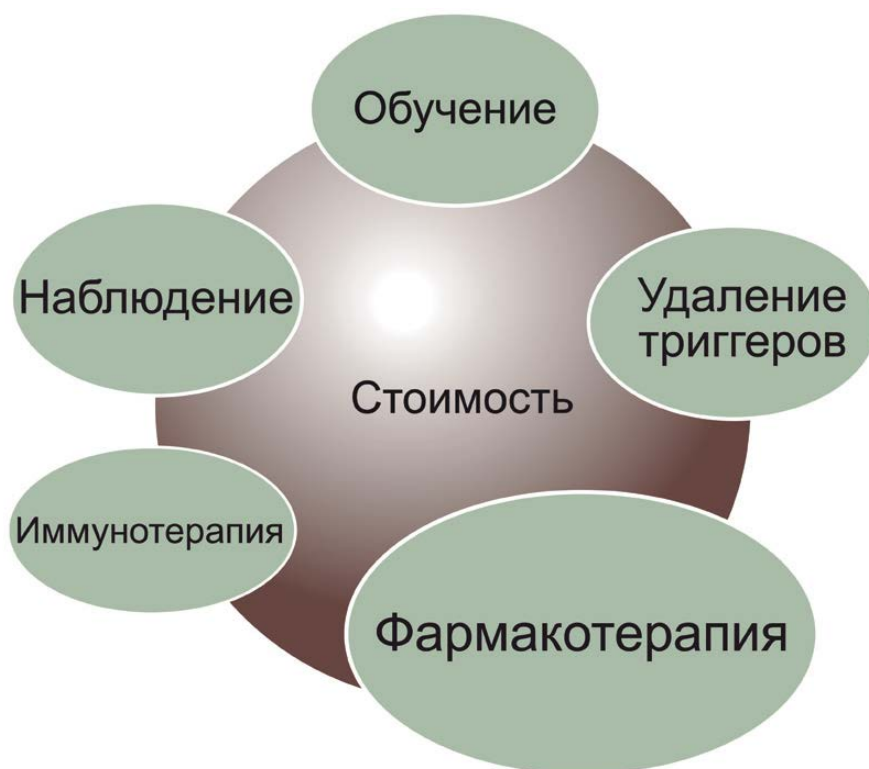 Обучение
Наблюдение
Удаление
триггеров
Стоимость
Иммунотерапия
Фармакотерапия